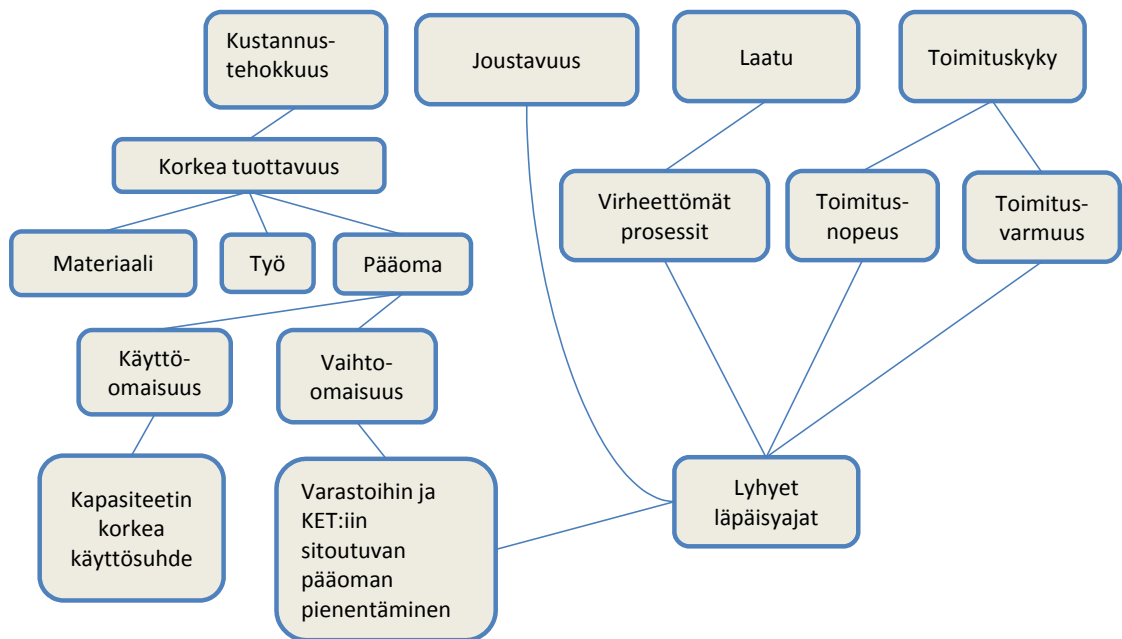 Kustannus-
tehokkuus
Joustavuus
Laatu
Toimituskyky
Korkea tuottavuus
Virheettömät
prosessit
Toimitus-
nopeus
Toimitus-
varmuus
Materiaali
Työ
Pääoma
Käyttö-
omaisuus
Vaihto-
omaisuus
Kapasiteetin
korkea
käyttösuhde
Varastoihin ja
KET:iin
sitoutuvan
pääoman
pienentäminen
Lyhyet
läpäisyajat